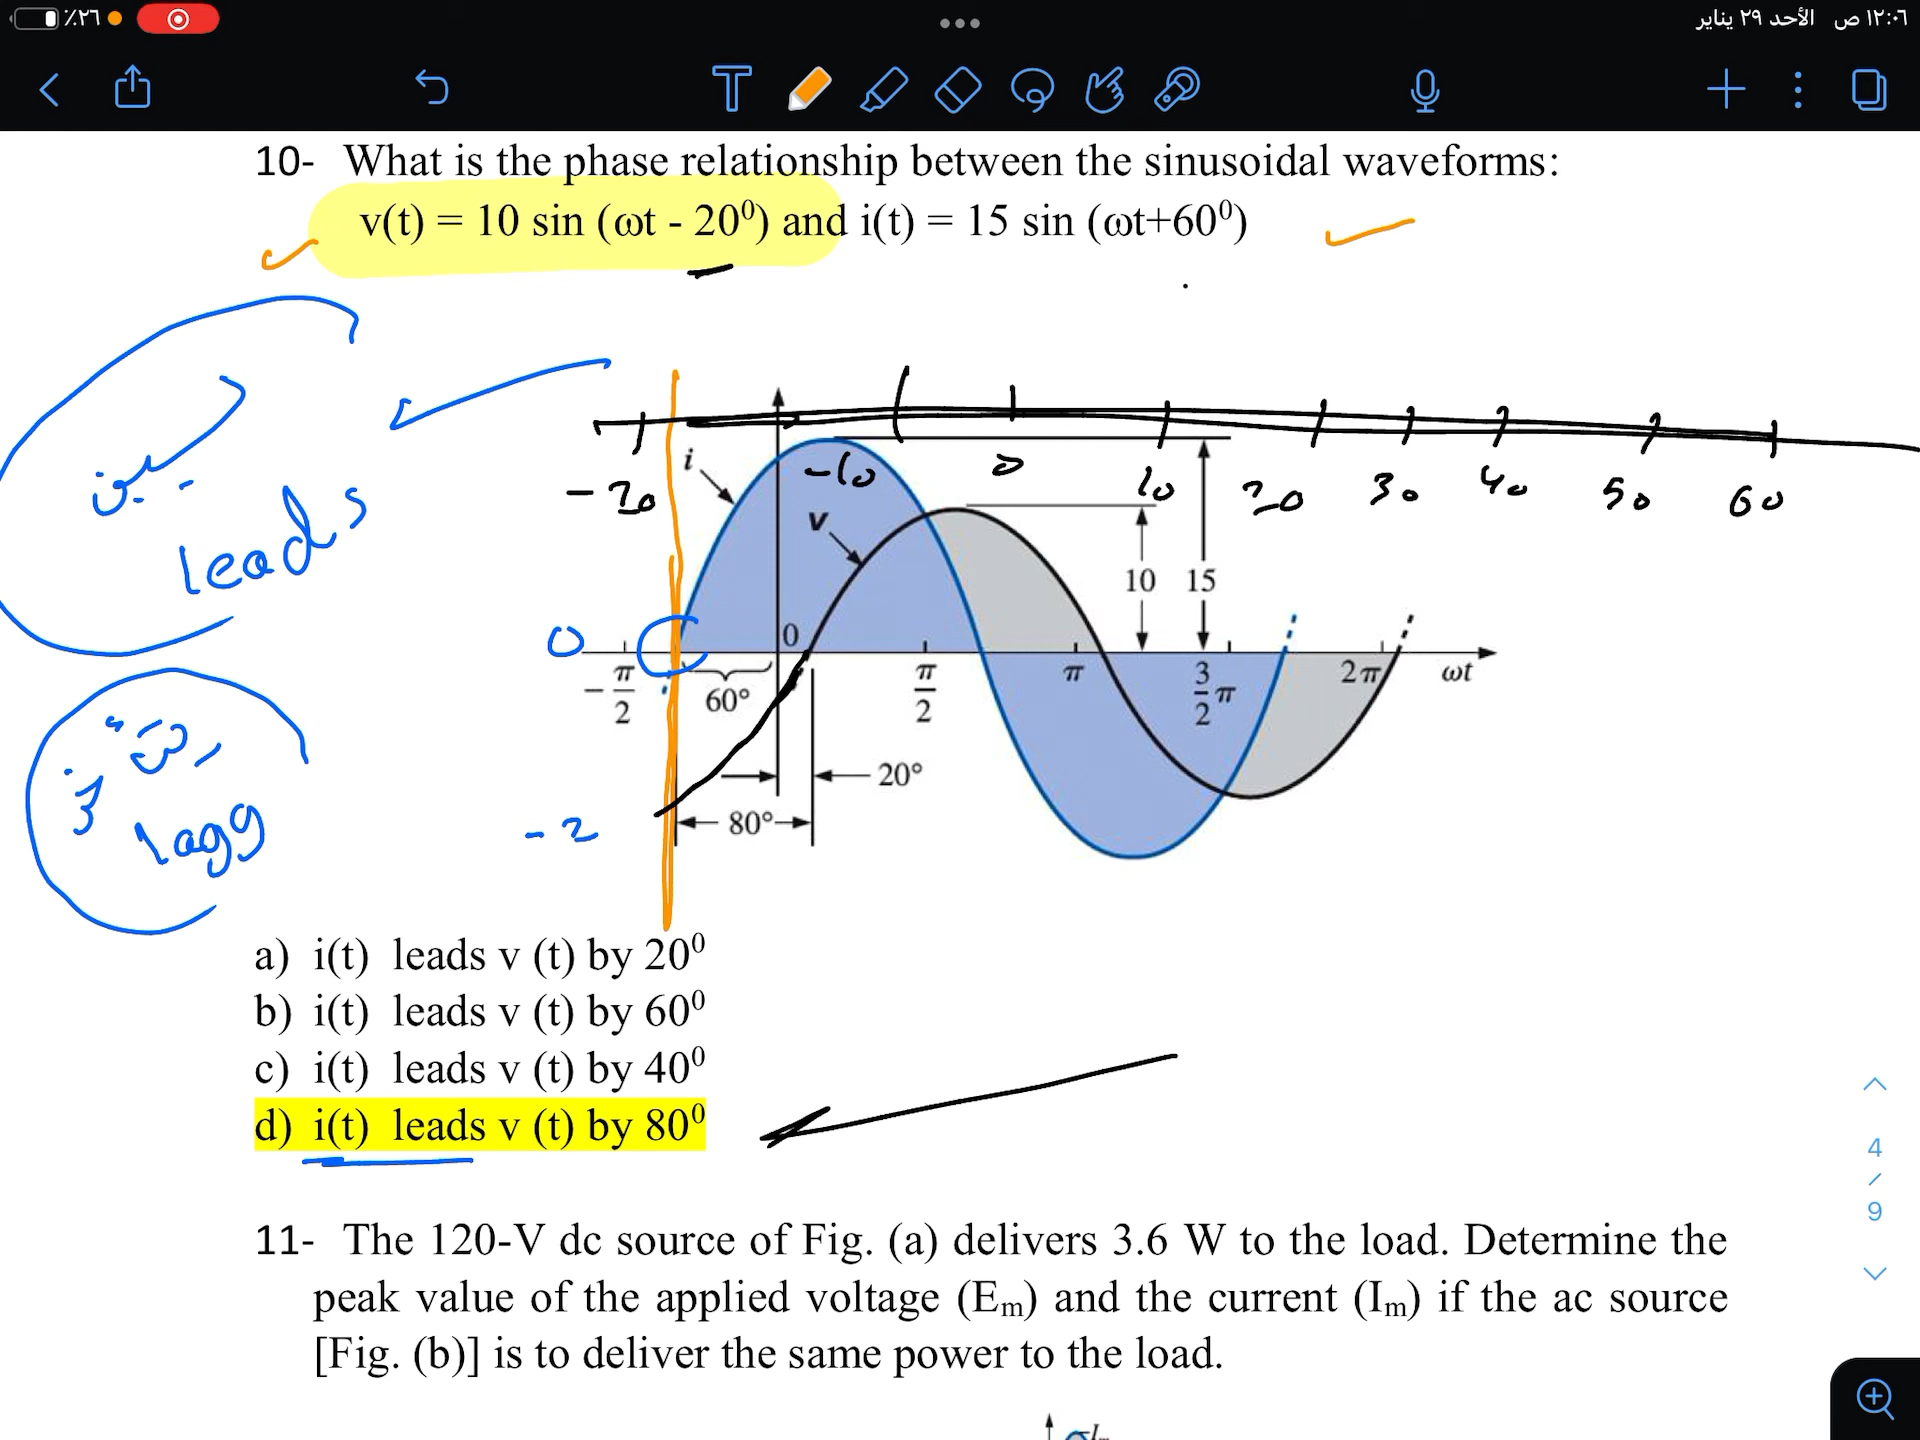 ٪٢٦
١٢:٠٦ ص الأحد ٢٩ يناير
10- What is the phase relationship between the sinusoidal waveforms:
v(t) = 10 sin (ωt - 20⁰) and i(t) = 15 sin (ωt+60⁰)
leads
-20 -10 0 10 20 30 40 50 60
i
v
10 15
0
0
-π/2 60° π/2 π 3/2 π 2π ωt
20°
80°
-2
lagg
a) i(t) leads v (t) by 20⁰
b) i(t) leads v (t) by 60⁰
c) i(t) leads v (t) by 40⁰
d) i(t) leads v (t) by 80⁰
4
/
9
11- The 120-V dc source of Fig. (a) delivers 3.6 W to the load. Determine the
peak value of the applied voltage (Eₘ) and the current (Iₘ) if the ac source
[Fig. (b)] is to deliver the same power to the load.